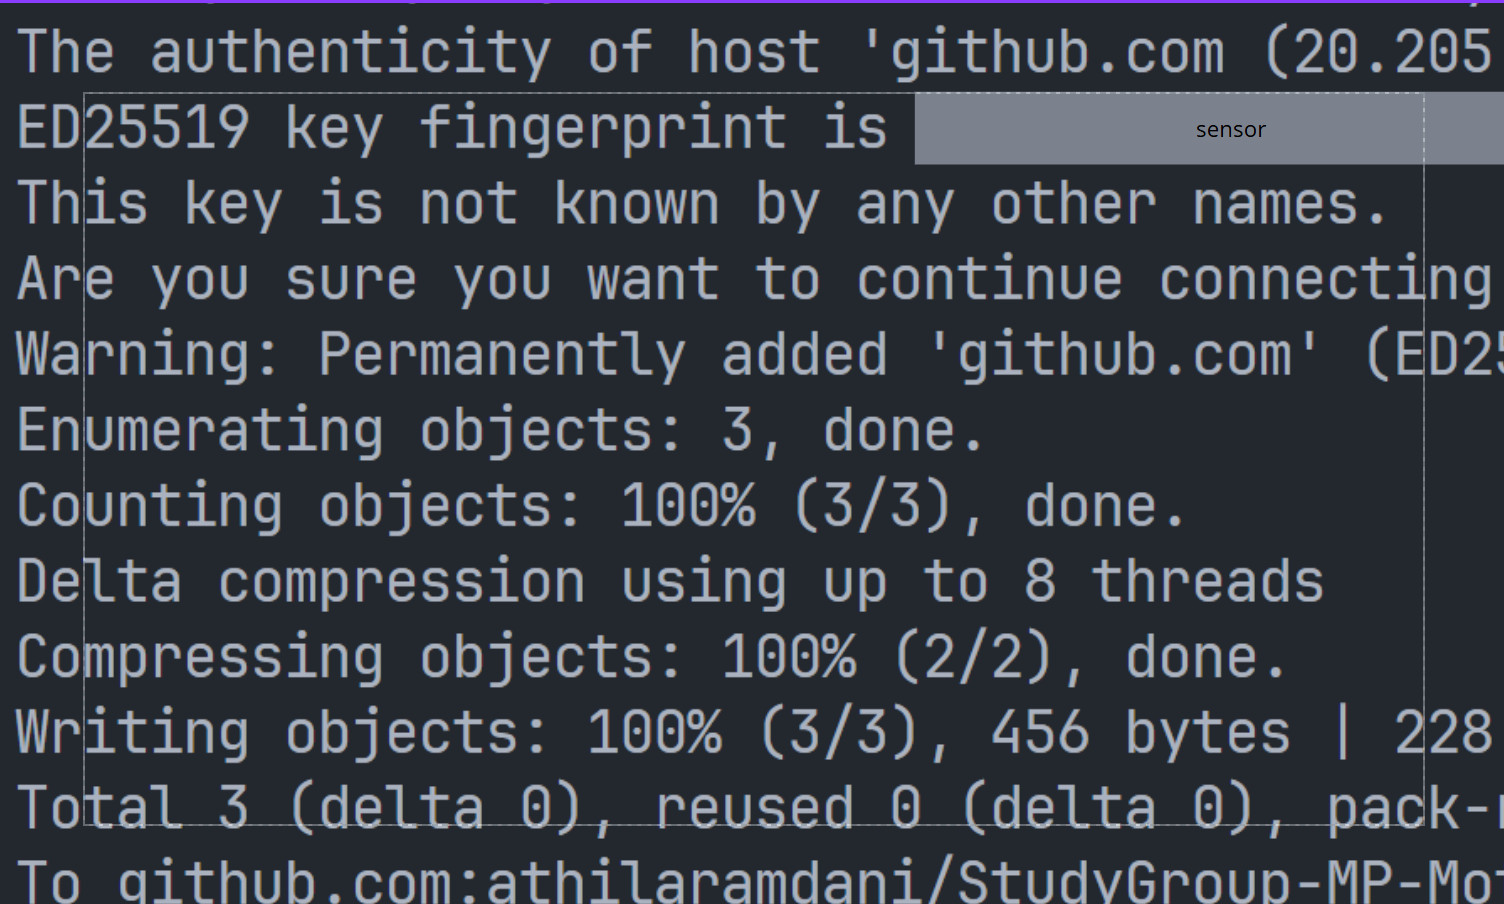 The authenticity of host 'github.com (20.205
ED25519 key fingerprint is sensor
This key is not known by any other names.
Are you sure you want to continue connecting
Warning: Permanently added 'github.com' (ED25
Enumerating objects: 3, done.
Counting objects: 100% (3/3), done.
Delta compression using up to 8 threads
Compressing objects: 100% (2/2), done.
Writing objects: 100% (3/3), 456 bytes | 228
Total 3 (delta 0), reused 0 (delta 0), pack-
To github.com:athilaramdani/StudyGroup-MP-Mo